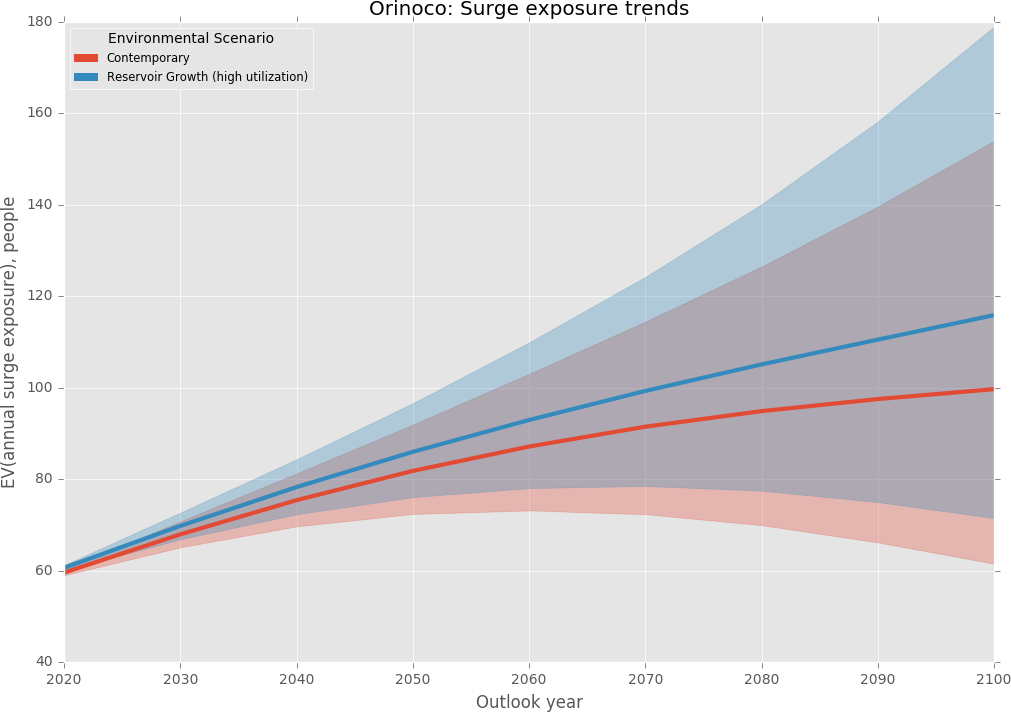 Orinoco: Surge exposure trends
Environmental Scenario
Contemporary
Reservoir Growth (high utilization)
EV(annual surge exposure), people
180
160
140
120
100
80
60
40
2020 2030 2040 2050 2060 2070 2080 2090 2100
Outlook year